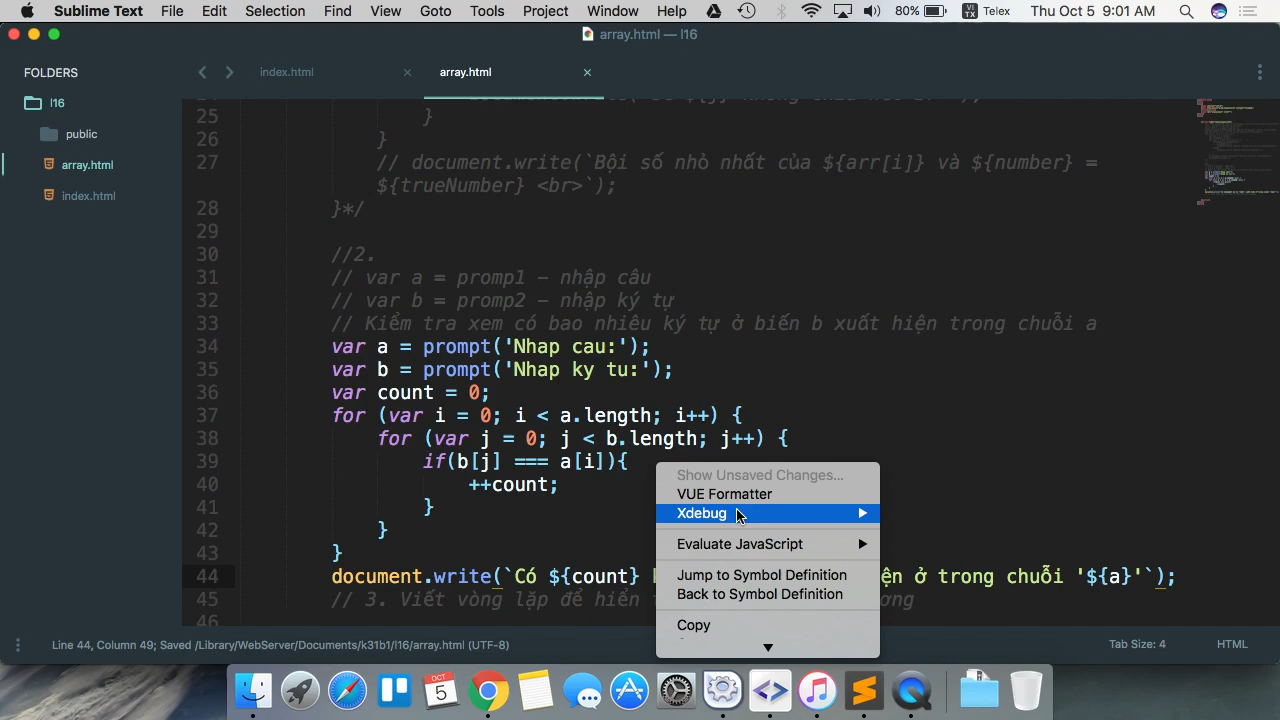 Sublime Text File Edit Selection Find View Goto Tools Project Window Help 80% VI TX Telex Thu Oct 5 9:01 AM
array.html — l16
FOLDERS
index.html
array.html
l16
public
array.html
index.html
25 }
26 }
27 // document.write(`Bội số nhỏ nhất của ${arr[i]} và ${number} =
${trueNumber} <br>`);
28 }*/
29
30 //2.
31 // var a = promp1 - nhập câu
32 // var b = promp2 - nhập ký tự
33 // Kiểm tra xem có bao nhiêu ký tự ở biến b xuất hiện trong chuỗi a
34 var a = prompt('Nhap cau:');
35 var b = prompt('Nhap ky tu:');
36 var count = 0;
37 for (var i = 0; i < a.length; i++) {
38 for (var j = 0; j < b.length; j++) {
39 if(b[j] === a[i]){
40 ++count;
41 }
42 }
43 }
44 document.write(`Có ${count} ện ở trong chuỗi '${a}'`);
45 // 3. Viết vòng lặp để hiển ương
46
Show Unsaved Changes...
VUE Formatter
Xdebug
Evaluate JavaScript
Jump to Symbol Definition
Back to Symbol Definition
Copy
Line 44, Column 49; Saved /Library/WebServer/Documents/k31b1/l16/array.html (UTF-8)
Tab Size: 4
HTML
OCT
5